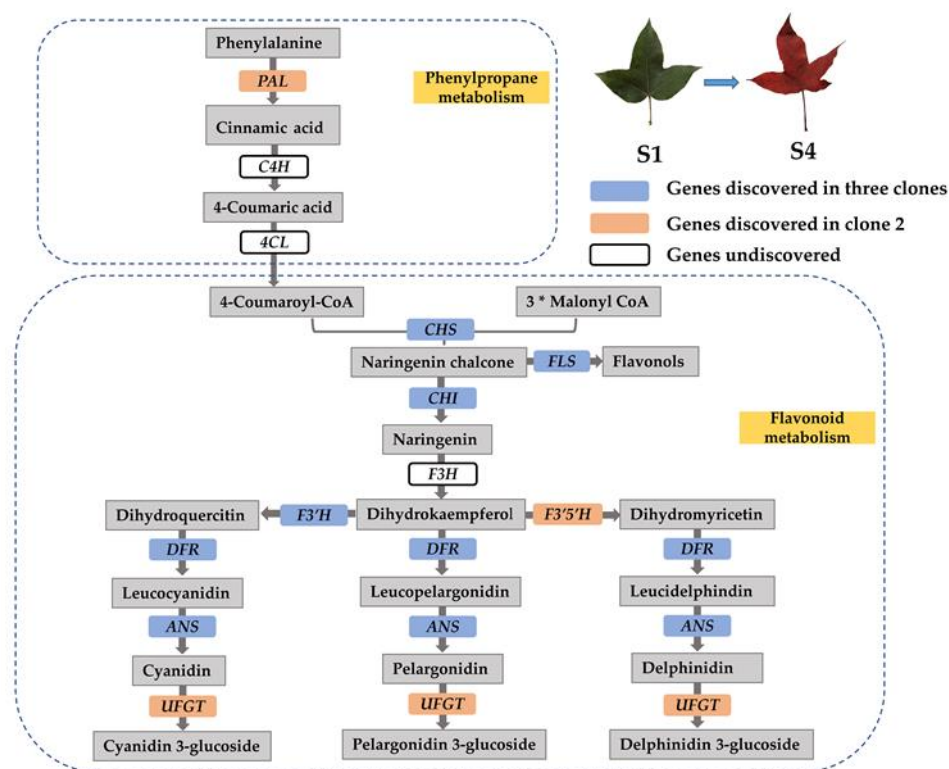 Phenylalanine
PAL
Phenylpropane
metabolism
Cinnamic acid
C4H
4-Coumaric acid
4CL
S1
S4
Genes discovered in three clones
Genes discovered in clone 2
Genes undiscovered
4-Coumaroyl-CoA
3 * Malonyl CoA
CHS
Naringenin chalcone
FLS
Flavonols
CHI
Flavonoid
metabolism
Naringenin
F3H
Dihydroquercitin
F3'H
Dihydrokaempferol
F3'5'H
Dihydromyricetin
DFR
DFR
DFR
Leucocyanidin
Leucopelargonidin
Leucidelphindin
ANS
ANS
ANS
Cyanidin
Pelargonidin
Delphinidin
UFGT
UFGT
UFGT
Cyanidin 3-glucoside
Pelargonidin 3-glucoside
Delphinidin 3-glucoside